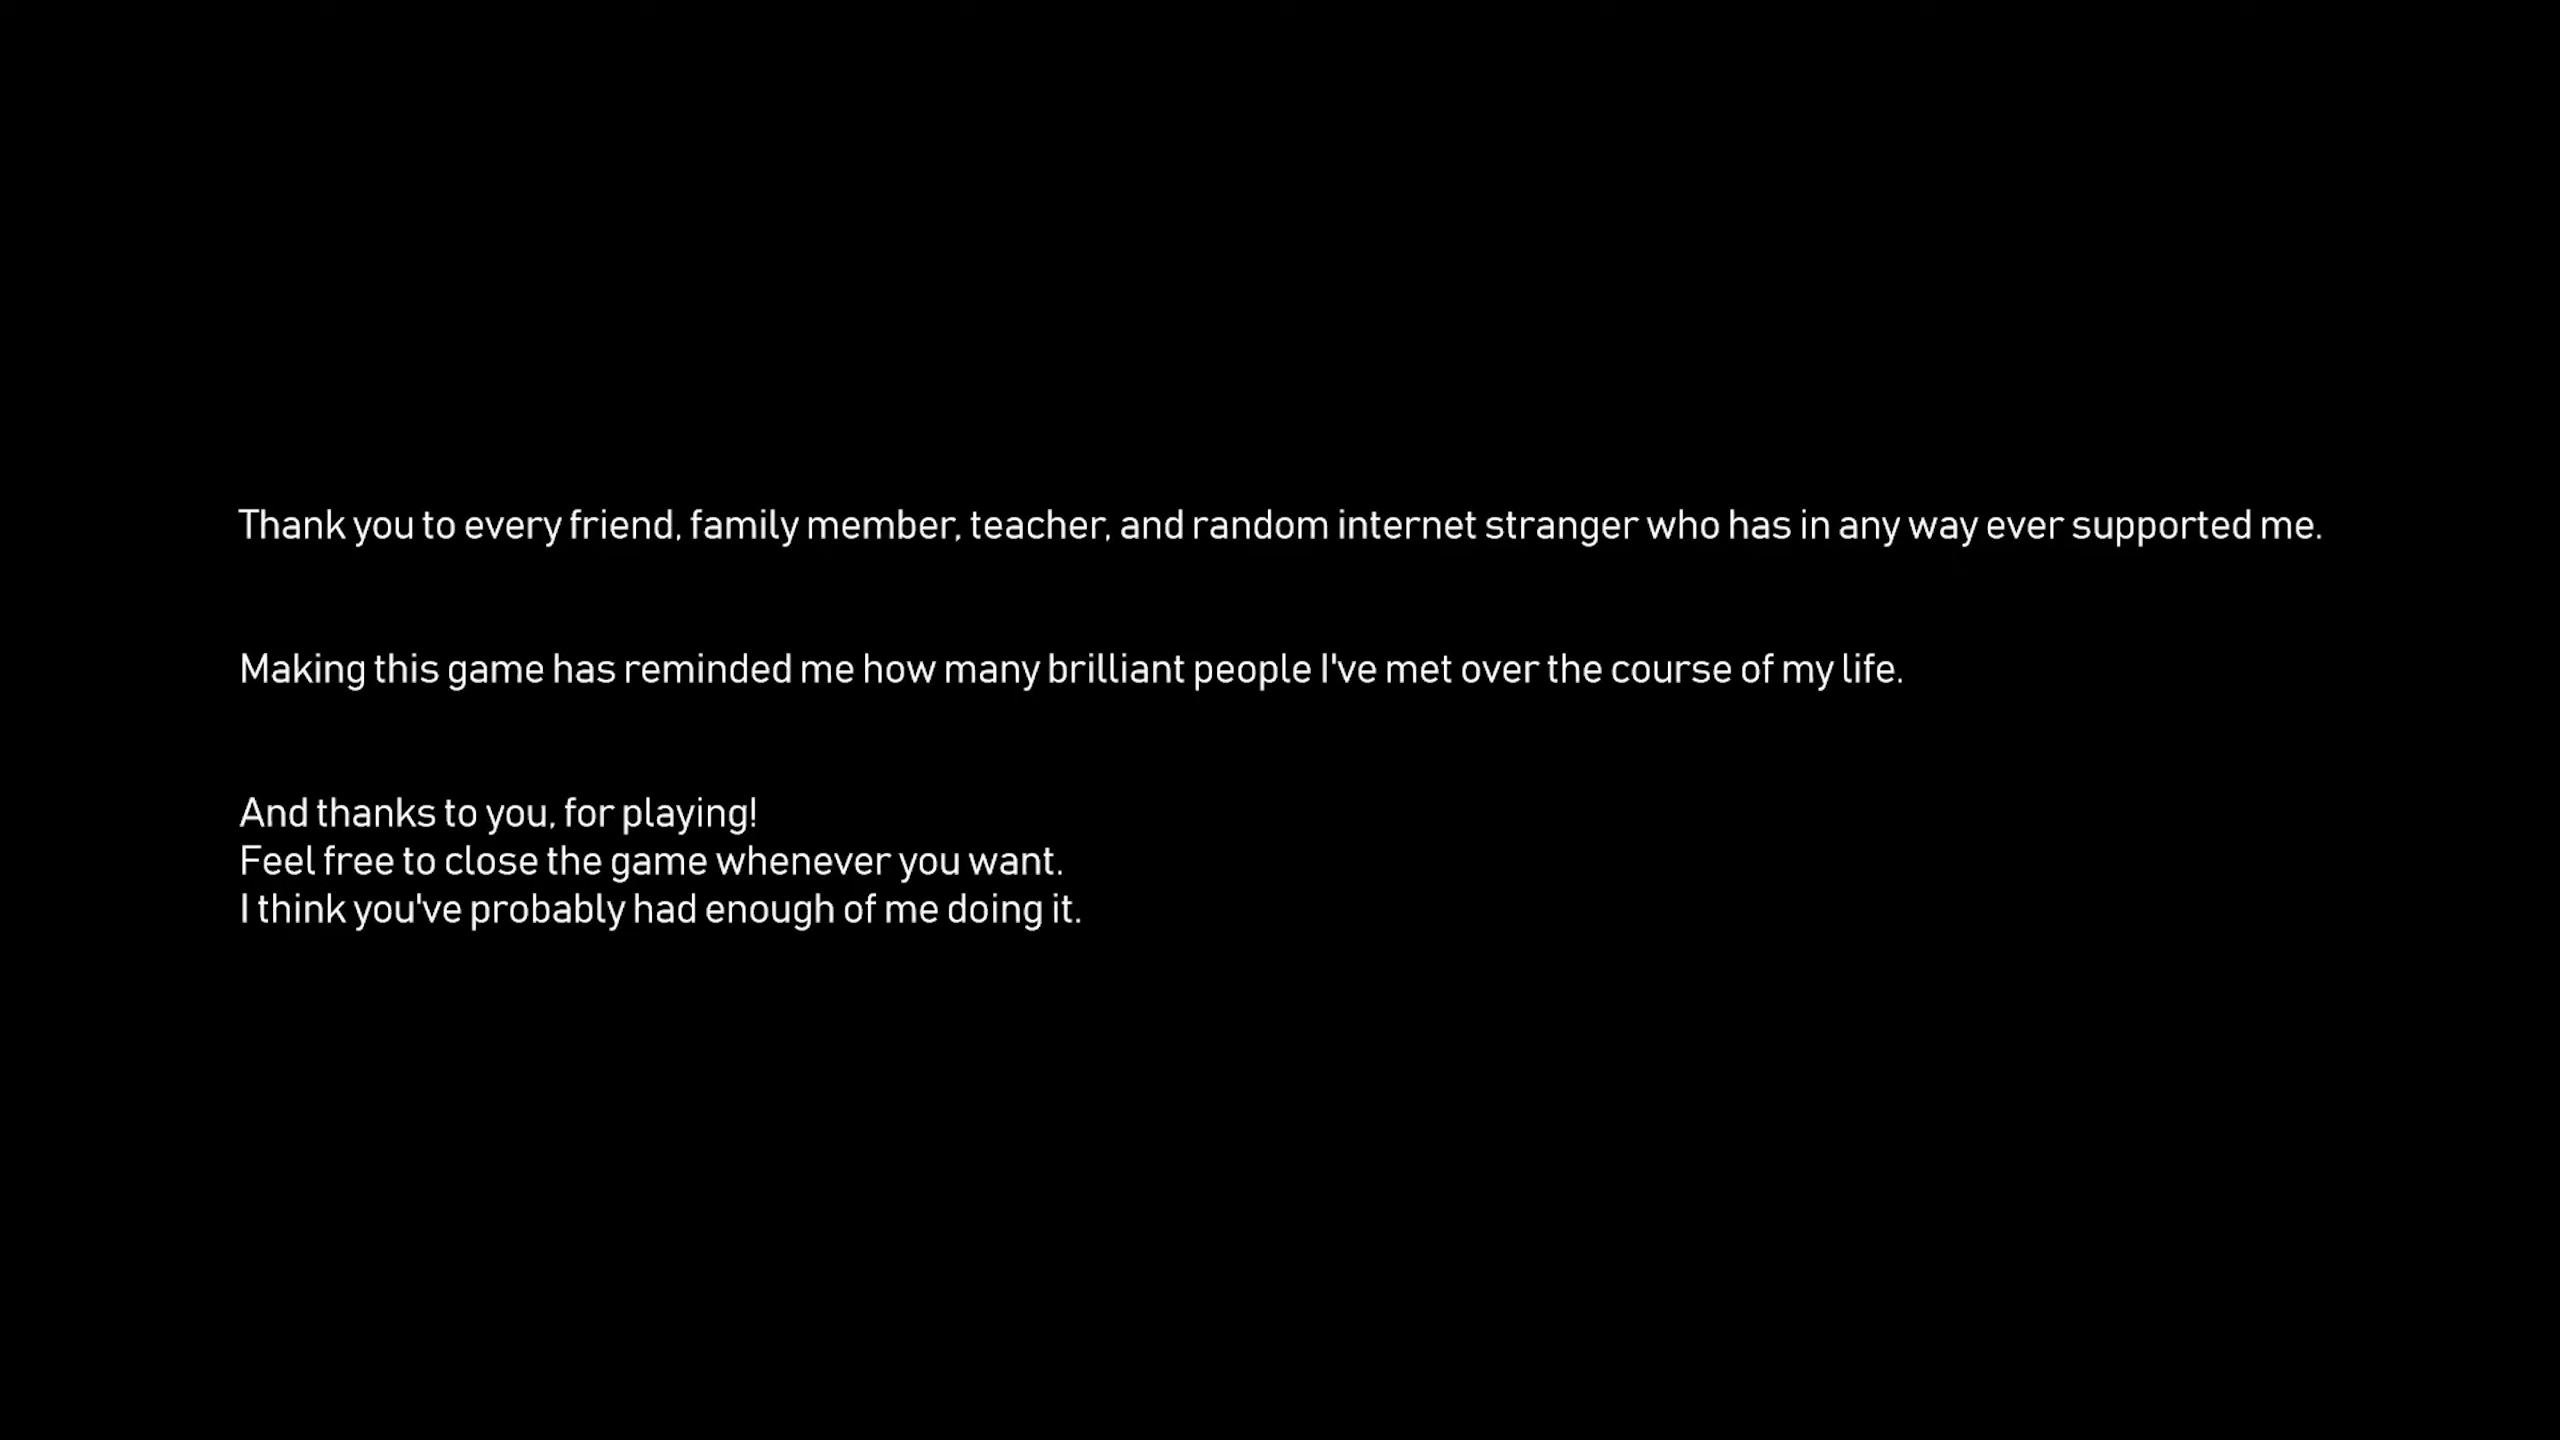 Thank you to every friend, family member, teacher, and random internet stranger who has in any way ever supported me.
Making this game has reminded me how many brilliant people I've met over the course of my life.
And thanks to you, for playing!
Feel free to close the game whenever you want.
I think you've probably had enough of me doing it.